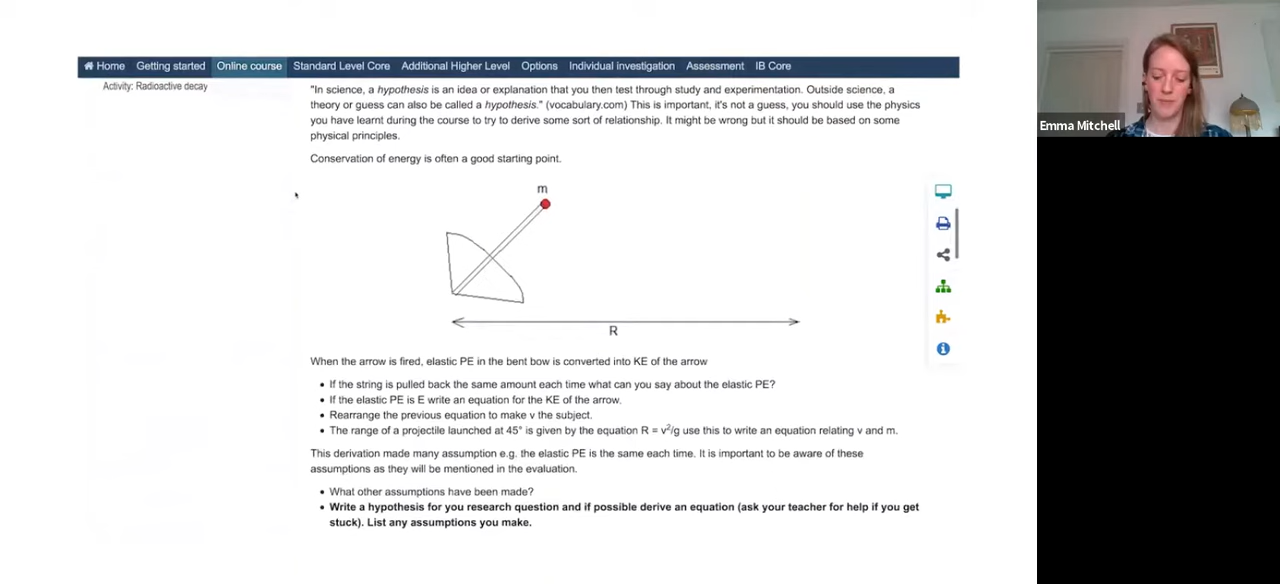 Home Getting started Online course Standard Level Core Additional Higher Level Options Individual investigation Assessment IB Core
Activity: Radioactive decay
"In science, a hypothesis is an idea or explanation that you then test through study and experimentation. Outside science, a
theory or guess can also be called a hypothesis." (vocabulary.com) This is important, it's not a guess, you should use the physics
you have learnt during the course to try to derive some sort of relationship. It might be wrong but it should be based on some
physical principles.
Conservation of energy is often a good starting point.
m
R
When the arrow is fired, elastic PE in the bent bow is converted into KE of the arrow
• If the string is pulled back the same amount each time what can you say about the elastic PE?
• If the elastic PE is E write an equation for the KE of the arrow.
• Rearrange the previous equation to make v the subject.
• The range of a projectile launched at 45° is given by the equation R = v²/g use this to write an equation relating v and m.
This derivation made many assumption e.g. the elastic PE is the same each time. It is important to be aware of these
assumptions as they will be mentioned in the evaluation.
• What other assumptions have been made?
• Write a hypothesis for you research question and if possible derive an equation (ask your teacher for help if you get
stuck). List any assumptions you make.
Emma Mitchell